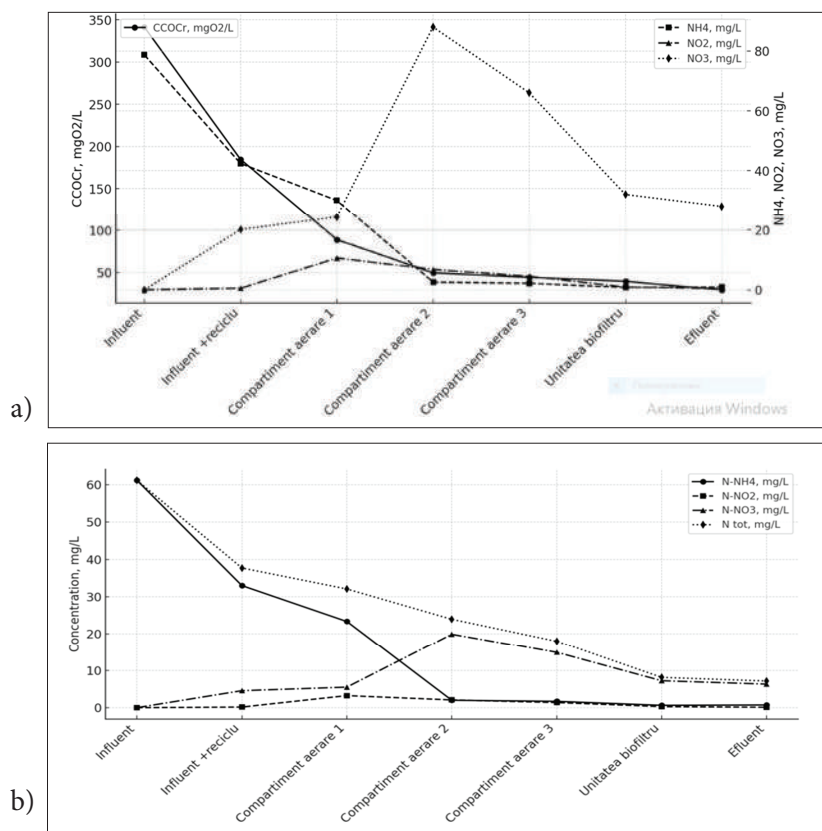 a)
CCOCr, mgO2/L
350
300
250
200
150
100
50
CCOCr, mgO2/L
NH4, mg/L
NO2, mg/L
NO3, mg/L
80
60
40
20
0
NH4, NO2, NO3, mg/L
Influent
Influent +reciclu
Compartiment aerare 1
Compartiment aerare 2
Compartiment aerare 3
Unitatea biofiltru
Efluent
Активация Windows
b)
Concentration, mg/L
60
50
40
30
20
10
0
N-NH4, mg/L
N-NO2, mg/L
N-NO3, mg/L
N tot, mg/L
Influent
Influent +reciclu
Compartiment aerare 1
Compartiment aerare 2
Compartiment aerare 3
Unitatea biofiltru
Efluent